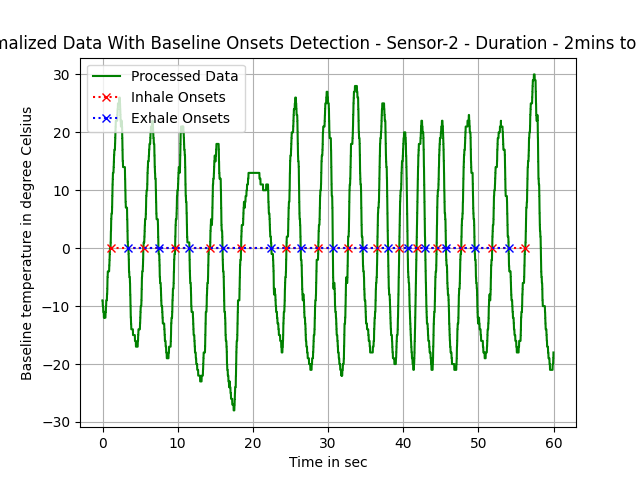 malized Data With Baseline Onsets Detection - Sensor-2 - Duration - 2mins to
Processed Data
Inhale Onsets
Exhale Onsets
Baseline temperature in degree Celsius
30
20
10
0
−10
−20
−30
0 10 20 30 40 50 60
Time in sec